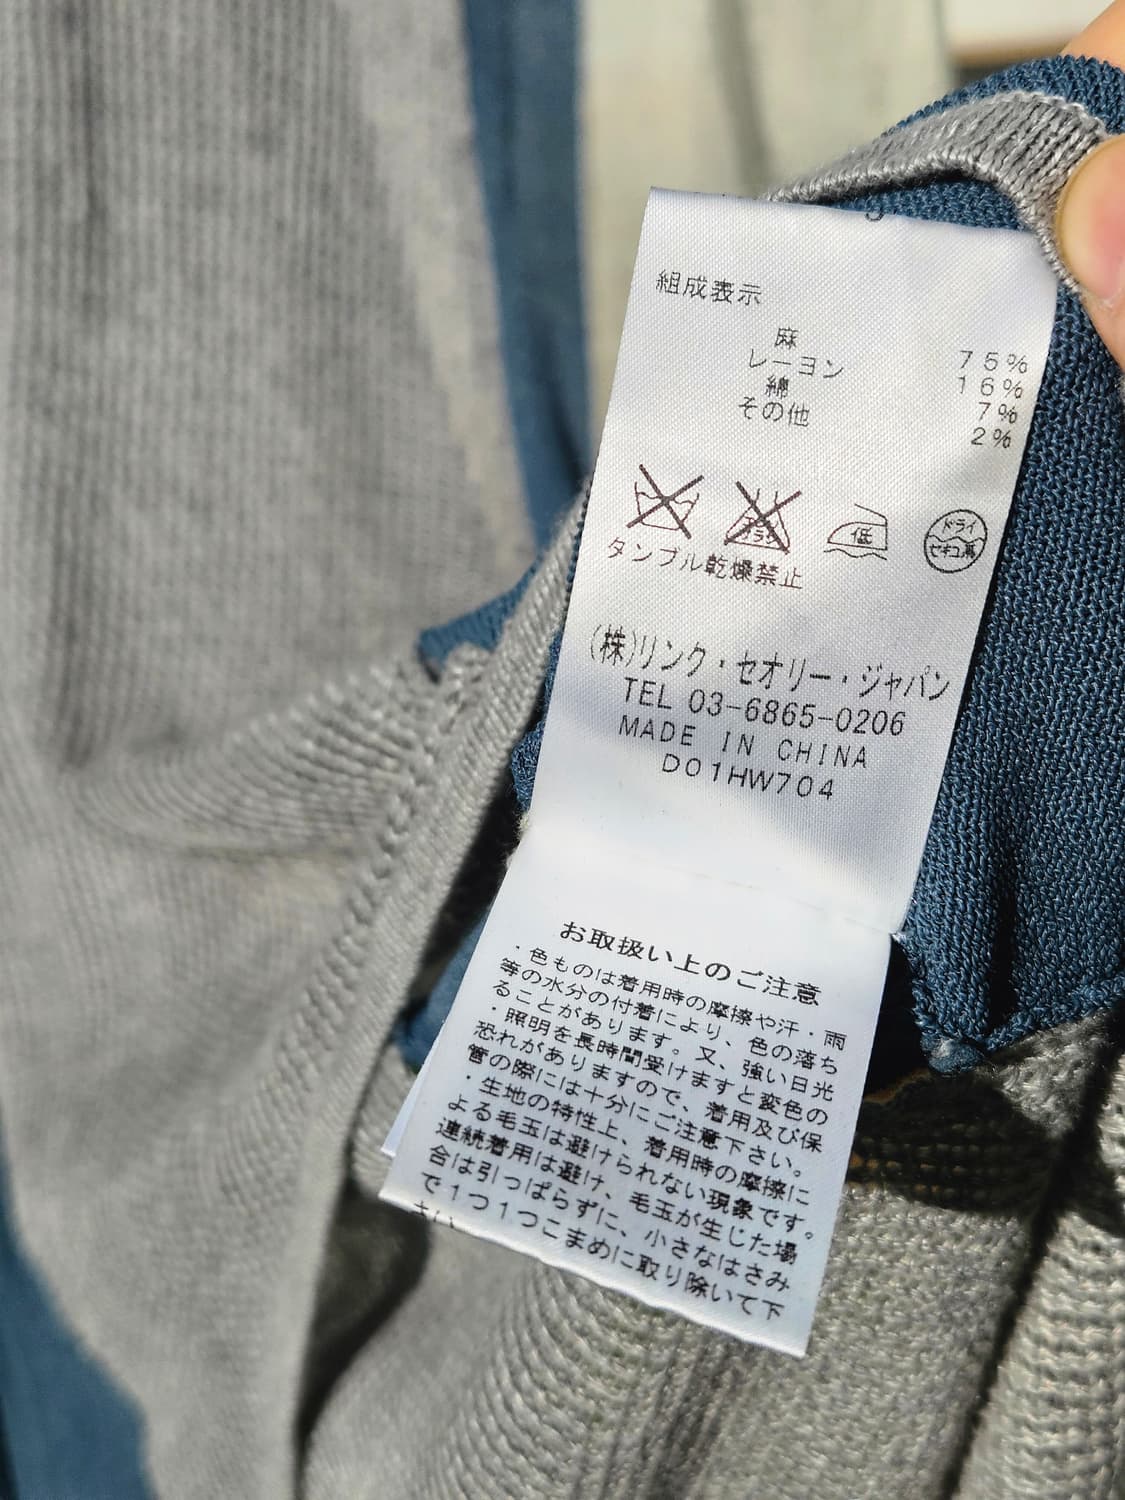 組成表示
麻 75%
レーヨン 16%
綿 7%
その他 2%
低
ドライ
セキユ系
タンブル乾燥禁止
(株)リンク・セオリー・ジャパン
TEL 03-6865-0206
MADE IN CHINA
D01HW704
お取扱い上のご注意
・色ものは着用時の摩擦や汗・雨
等の水分の付着により、色の落ち
ることがあります。又、強い日光
・照明を長時間受けますと変色の
恐れがありますので、着用及び保
管の際には十分にご注意下さい。
・生地の特性上、着用時の摩擦に
よる毛玉は避けられない現象です。
連続着用は避け、毛玉が生じた場
合は引っぱらずに、小さなはさみ
で1つ1つこまめに取り除いて下
さい